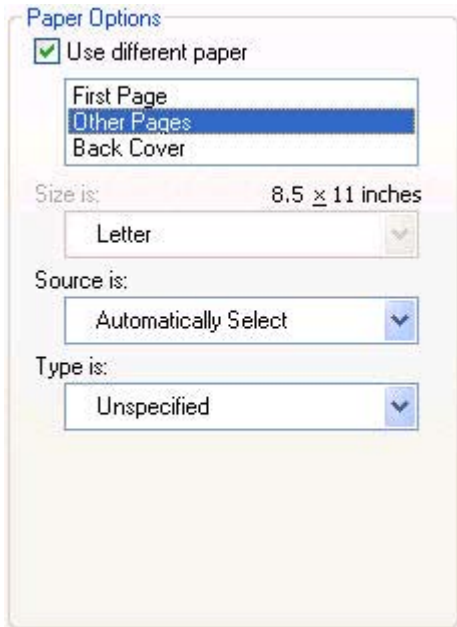 Paper Options
Use different paper
First Page
Other Pages
Back Cover
Size is: 8.5 x 11 inches
Letter
Source is:
Automatically Select
Type is:
Unspecified